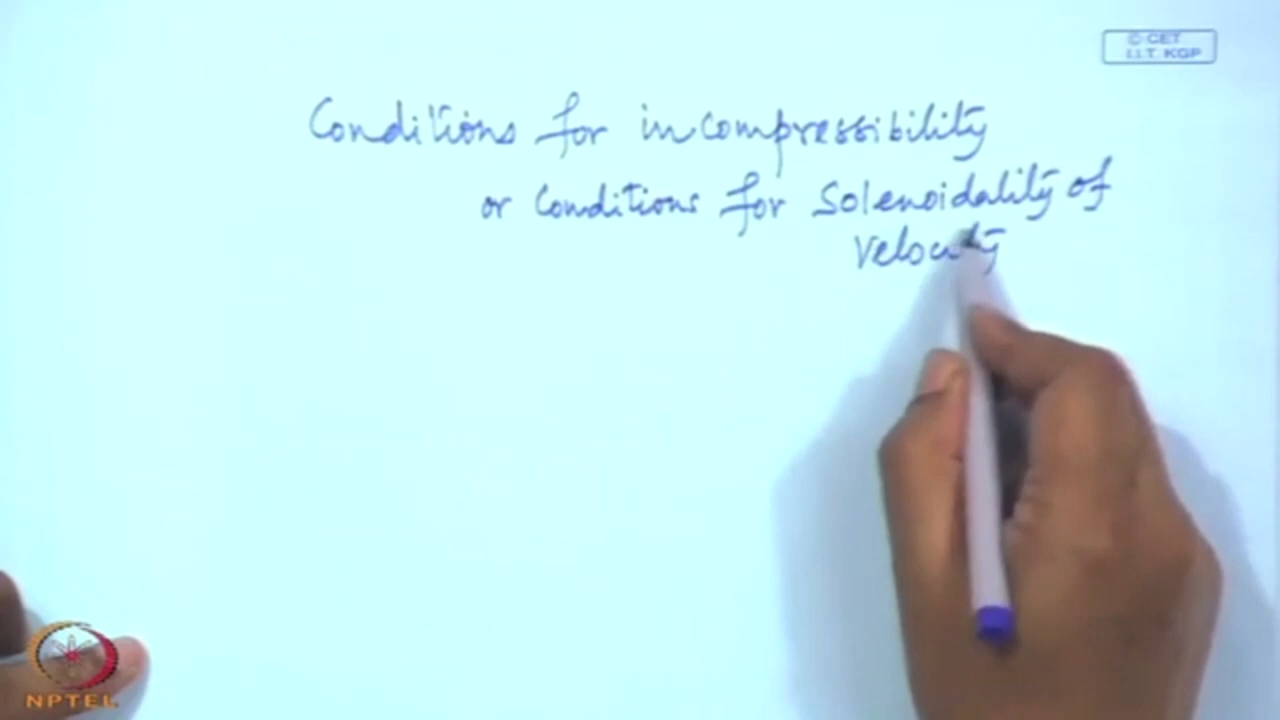 © CET
I.I.T. KGP
Conditions for incompressibility
or Conditions for Solenoidality of
Velocity
NPTEL